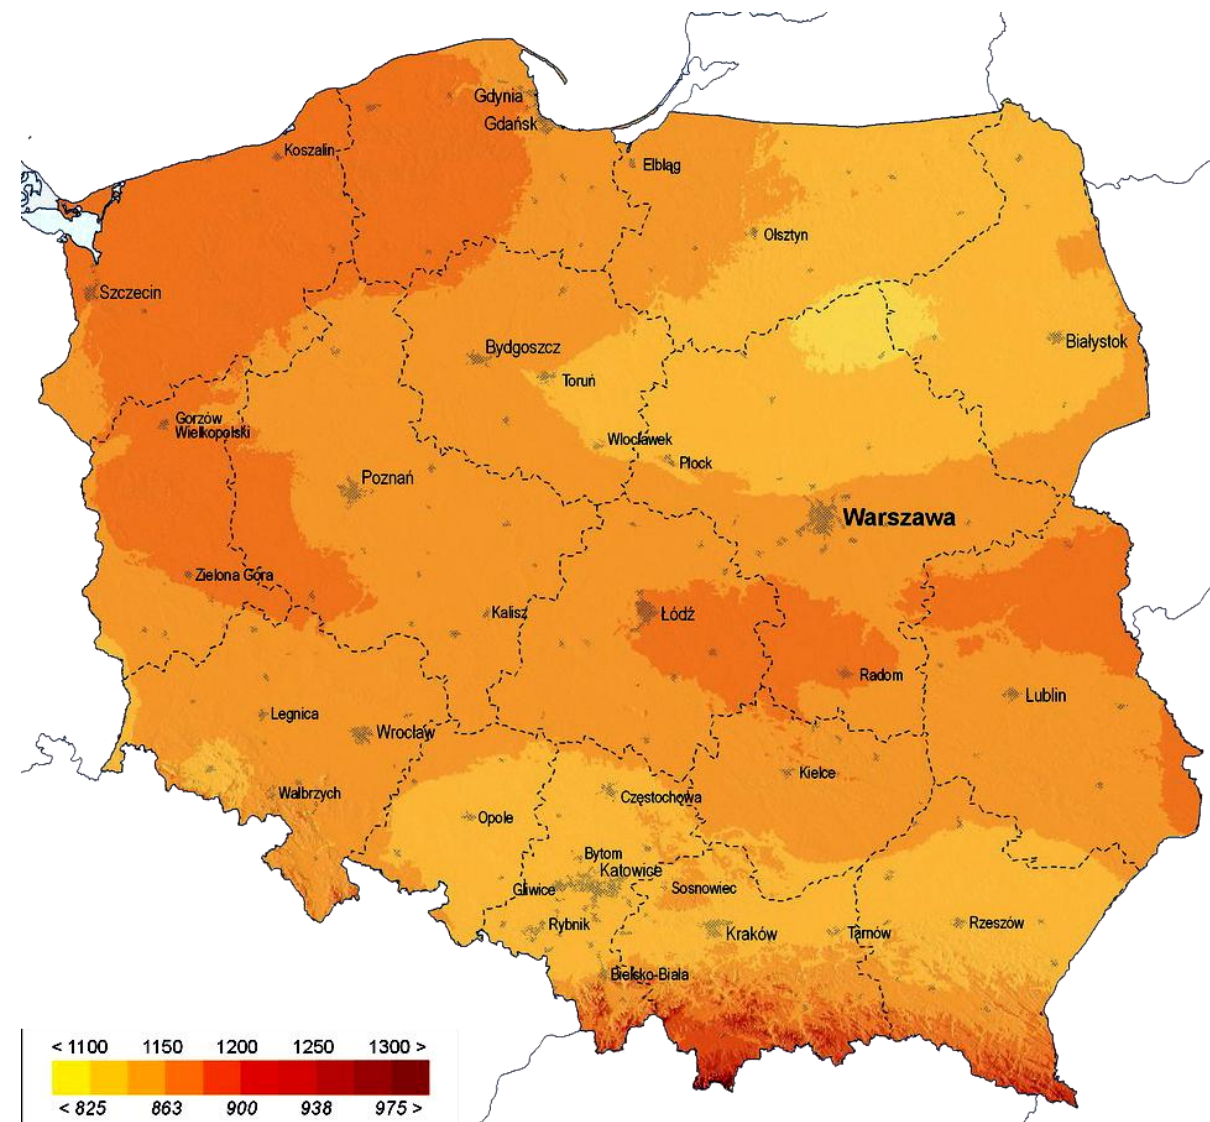 Gdynia
Gdańsk
Koszalin
Elbląg
Olsztyn
Szczecin
Białystok
Bydgoszcz
Toruń
Gorzów
Wielkopolski
Włocławek
Płock
Poznań
Warszawa
Zielona Góra
Kalisz
Łódź
Radom
Lublin
Legnica
Wrocław
Kielce
Wałbrzych
Częstochowa
Opole
Bytom
Katowice
Gliwice
Sosnowiec
Rybnik
Kraków
Tarnów
Rzeszów
Bielsko-Biała
< 1100 1150 1200 1250 1300 >
< 825 863 900 938 975 >